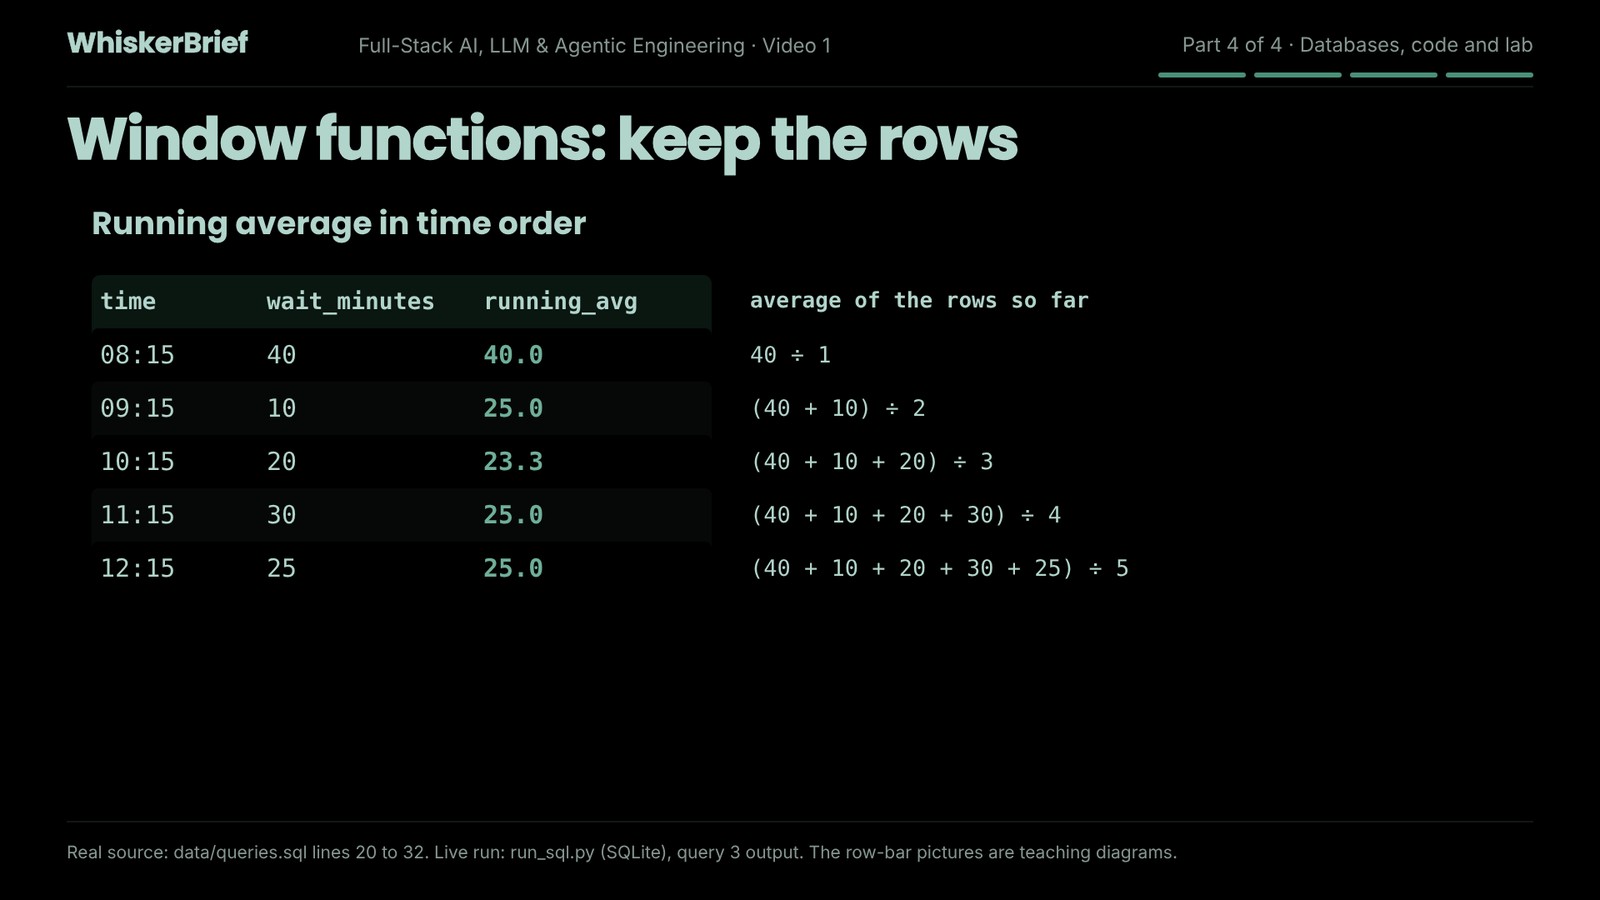 WhiskerBrief
Full-Stack AI, LLM & Agentic Engineering · Video 1
Part 4 of 4 · Databases, code and lab
Window functions: keep the rows
Running average in time order
time wait_minutes running_avg average of the rows so far
08:15 40 40.0 40 ÷ 1
09:15 10 25.0 (40 + 10) ÷ 2
10:15 20 23.3 (40 + 10 + 20) ÷ 3
11:15 30 25.0 (40 + 10 + 20 + 30) ÷ 4
12:15 25 25.0 (40 + 10 + 20 + 30 + 25) ÷ 5
Real source: data/queries.sql lines 20 to 32. Live run: run_sql.py (SQLite), query 3 output. The row-bar pictures are teaching diagrams.